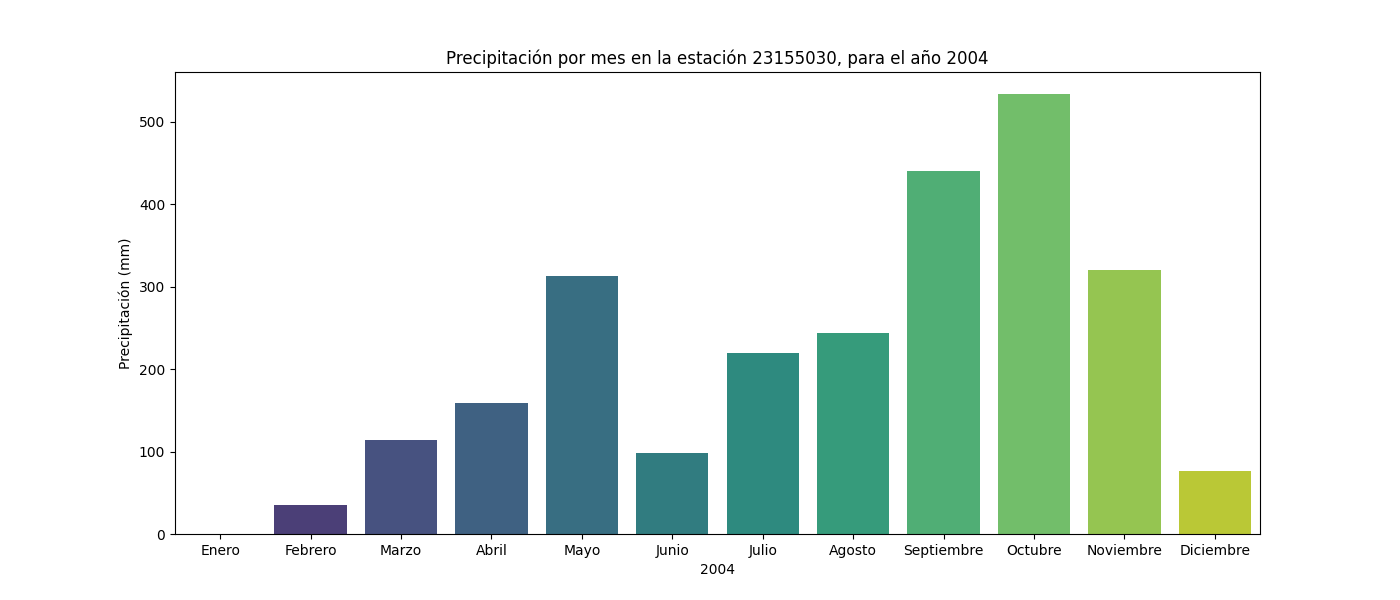 Precipitación por mes en la estación 23155030, para el año 2004
Precipitación (mm)
500
400
300
200
100
0
Enero Febrero Marzo Abril Mayo Junio Julio Agosto Septiembre Octubre Noviembre Diciembre
2004